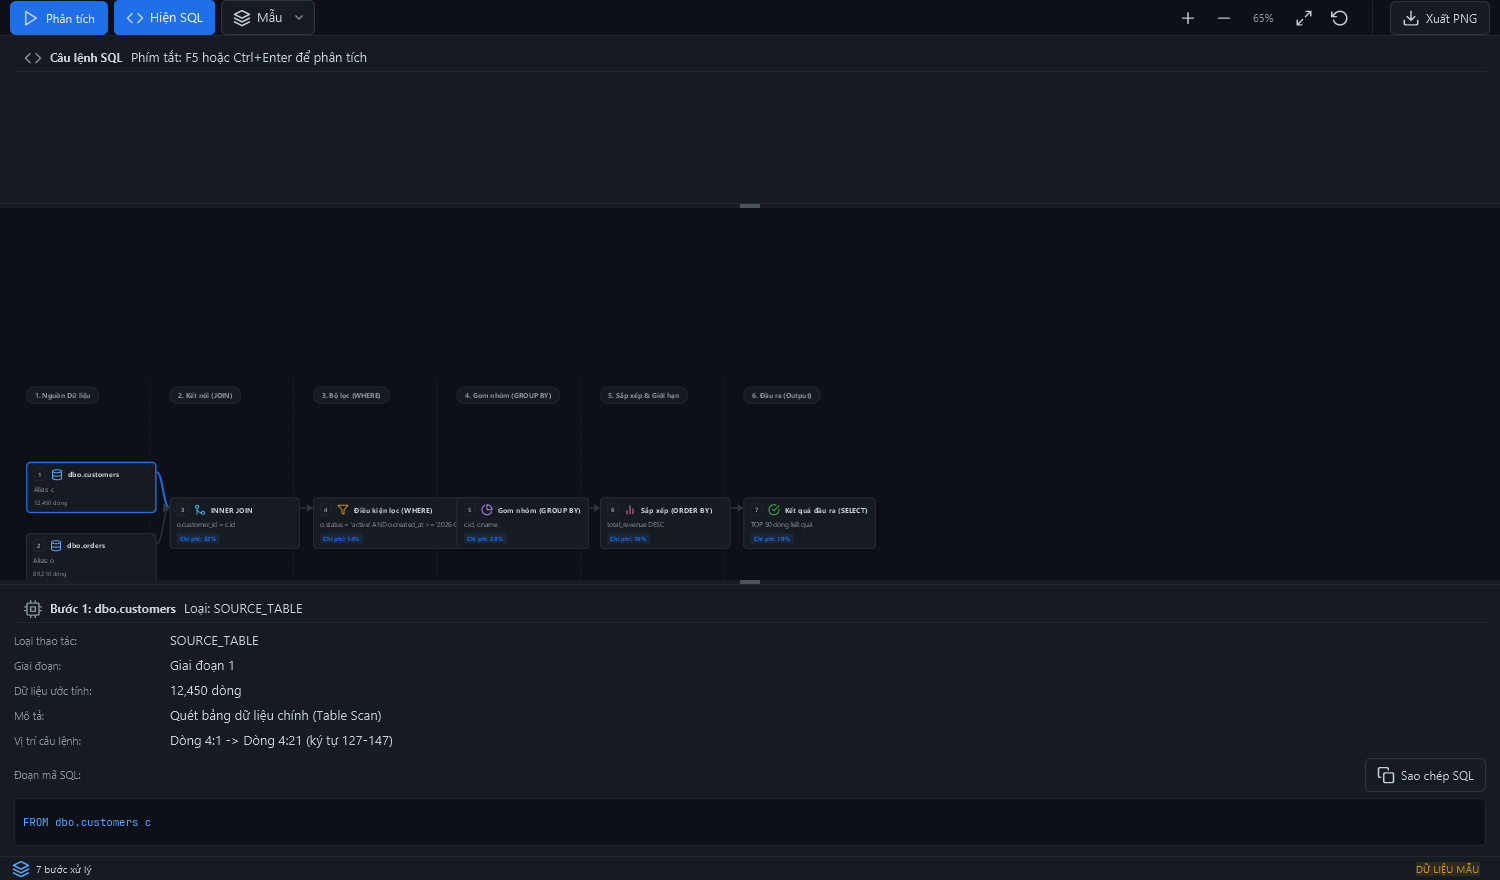 Phân tích
Hiện SQL
Mẫu
65%
Xuất PNG
Câu lệnh SQL Phím tắt: F5 hoặc Ctrl+Enter để phân tích
1. Nguồn Dữ liệu
2. Kết nối (JOIN)
3. Bộ lọc (WHERE)
4. Gom nhóm (GROUP BY)
5. Sắp xếp & Giới hạn
6. Đầu ra (Output)
1 dbo.customers
Alias: c
12,450 dòng
2 dbo.orders
Alias: o
89,210 dòng
3 INNER JOIN
o.customer_id = c.id
Chi phí: 32%
4 Điều kiện lọc (WHERE)
o.status = 'active' AND o.created_at >= '2026-
Chi phí: 14%
5 Gom nhóm (GROUP BY)
c.id, c.name
Chi phí: 28%
6 Sắp xếp (ORDER BY)
total_revenue DESC
Chi phí: 16%
7 Kết quả đầu ra (SELECT)
TOP 50 dòng kết quả
Chi phí: 10%
Bước 1: dbo.customers Loại: SOURCE_TABLE
Loại thao tác: SOURCE_TABLE
Giai đoạn: Giai đoạn 1
Dữ liệu ước tính: 12,450 dòng
Mô tả: Quét bảng dữ liệu chính (Table Scan)
Vị trí câu lệnh: Dòng 4:1 -> Dòng 4:21 (ký tự 127-147)
Đoạn mã SQL:
Sao chép SQL
FROM dbo.customers c
7 bước xử lý
DỮ LIỆU MẪU